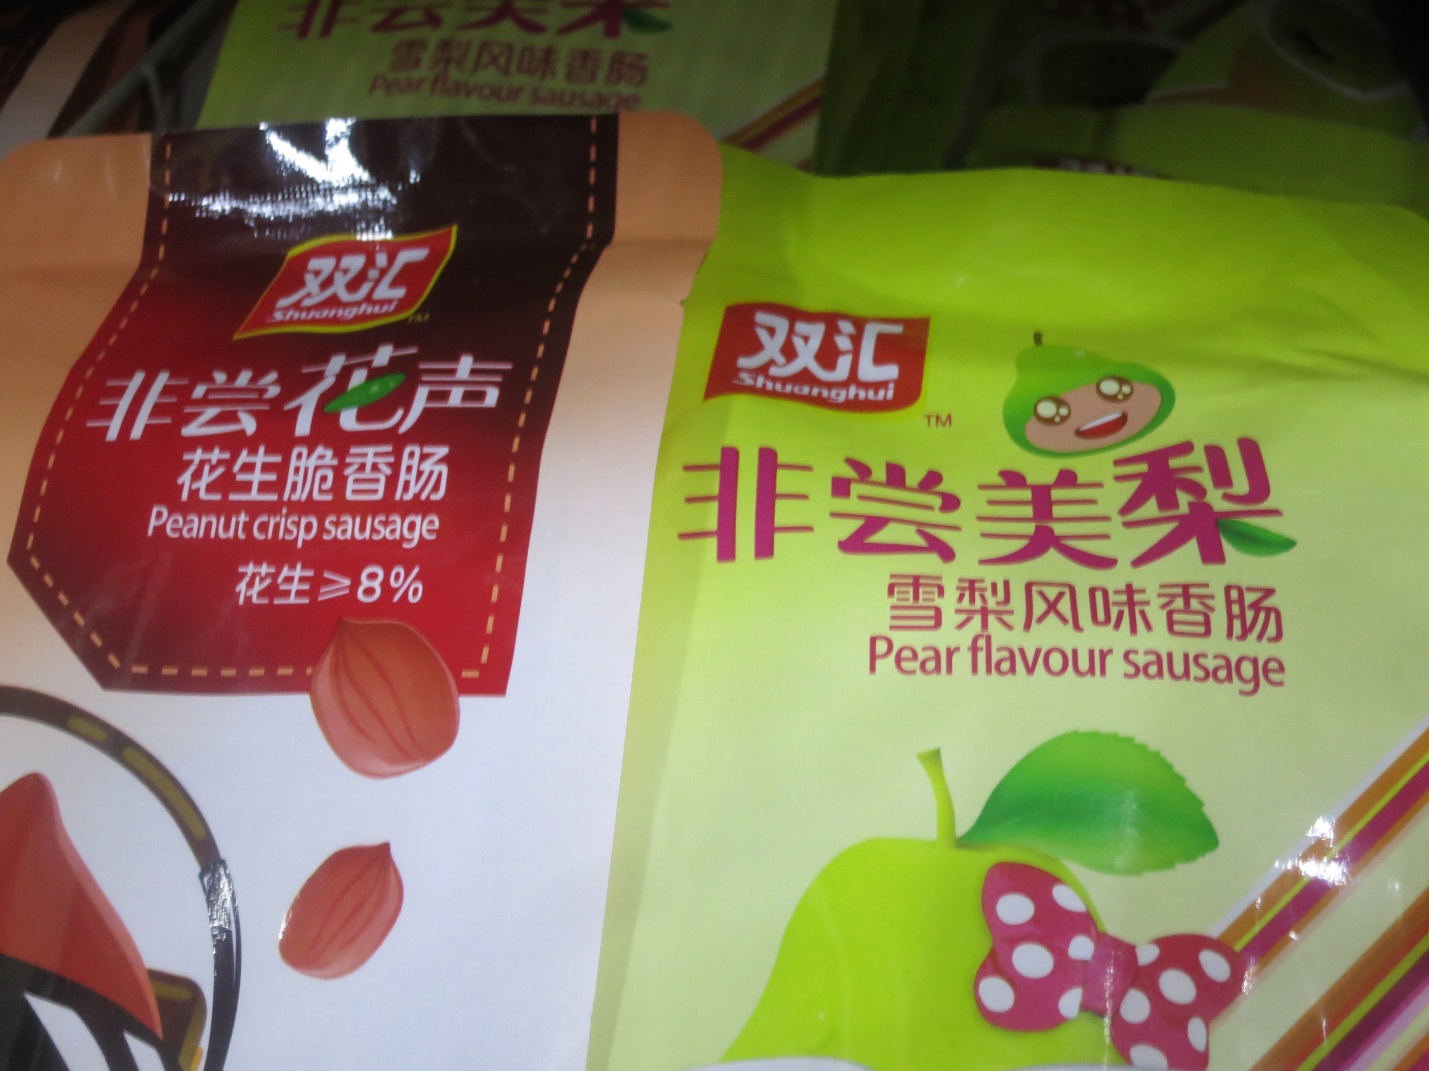 非尝美梨
雪梨风味香肠
Pear flavour sausage
双汇
Shuanghui
TM
非尝花声
花生脆香肠
Peanut crisp sausage
花生≥8%
双汇
Shuanghui
TM
非尝美梨
雪梨风味香肠
Pear flavour sausage